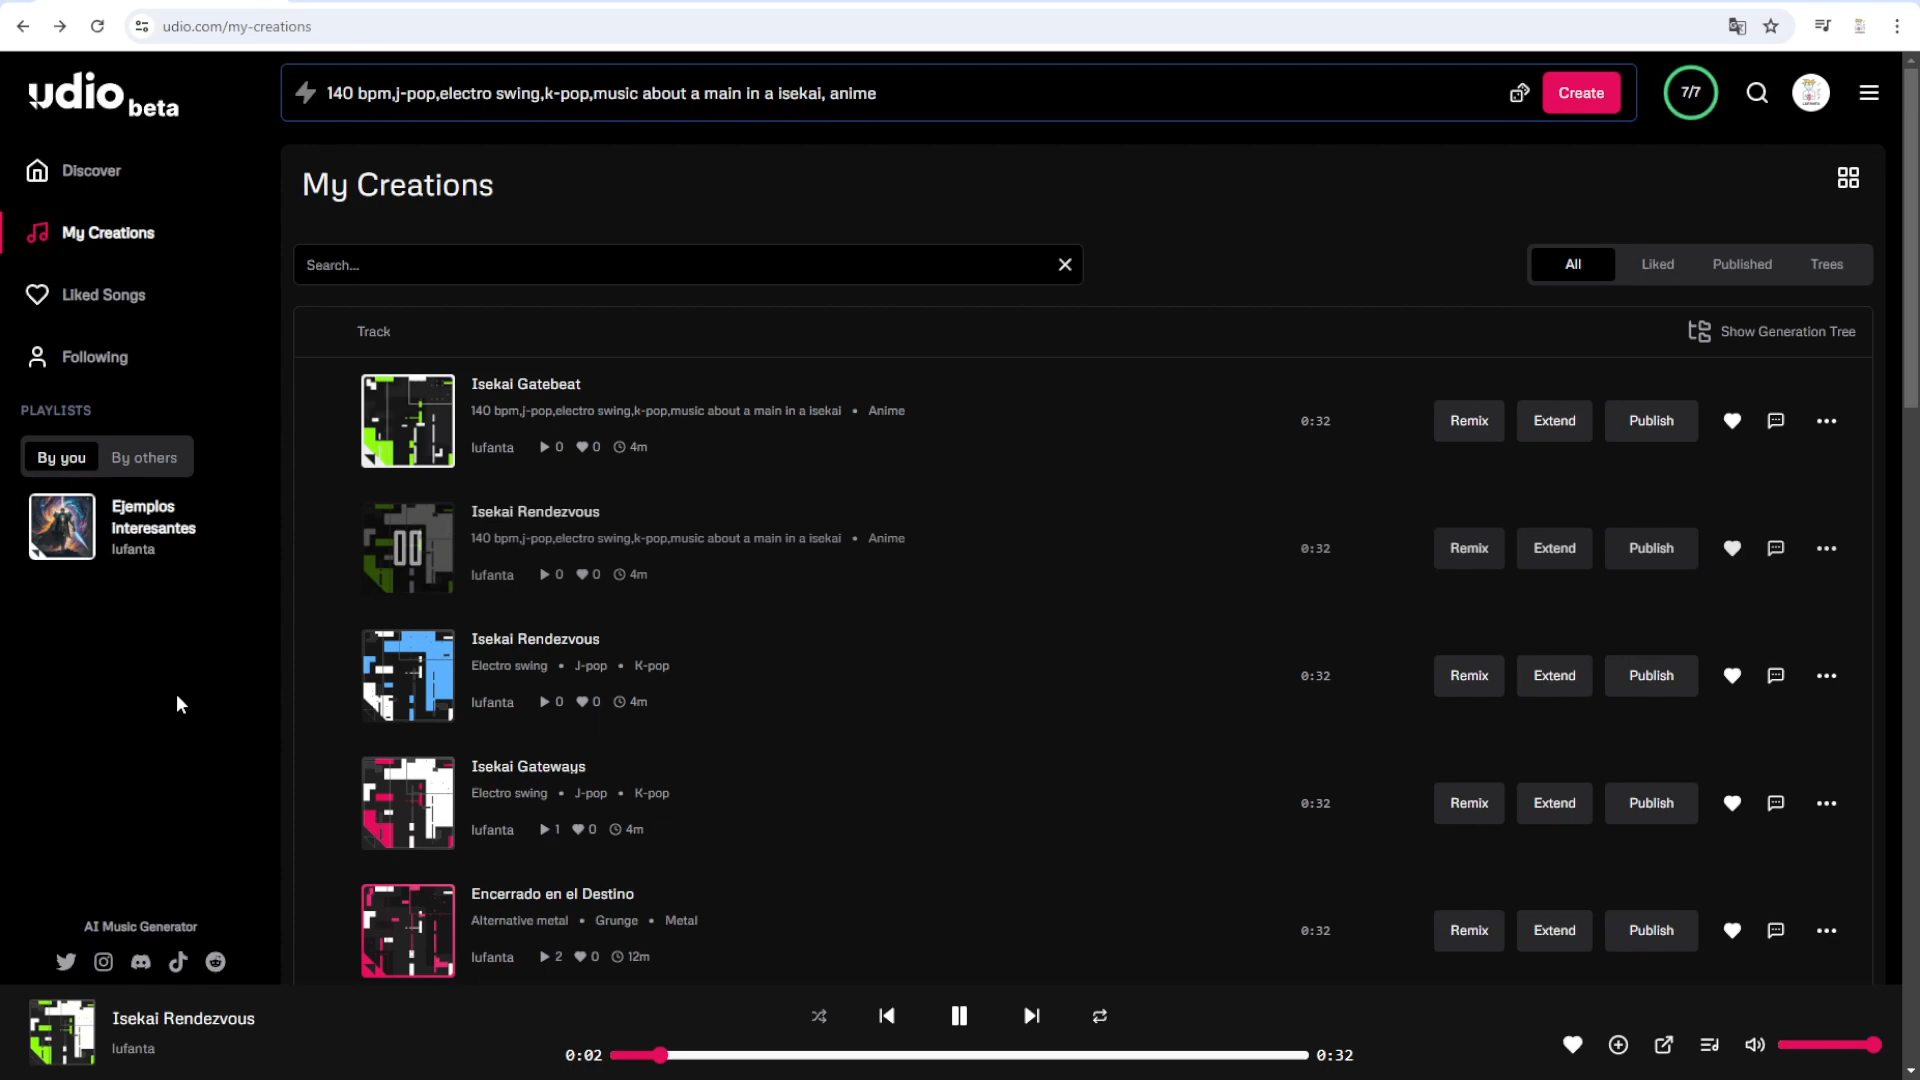 udio.com/my-creations
udio beta
140 bpm,j-pop,electro swing,k-pop,music about a main in a isekai, anime
Create
7/7
Discover
My Creations
Liked Songs
Following
PLAYLISTS
By you
By others
Ejemplos
interesantes
lufanta
AI Music Generator
My Creations
Search...
All
Liked
Published
Trees
Track
Show Generation Tree
Isekai Gatebeat
140 bpm,j-pop,electro swing,k-pop,music about a main in a isekai • Anime
lufanta 0 0 4m
0:32
Remix
Extend
Publish
Isekai Rendezvous
140 bpm,j-pop,electro swing,k-pop,music about a main in a isekai • Anime
lufanta 0 0 4m
0:32
Remix
Extend
Publish
Isekai Rendezvous
Electro swing • J-pop • K-pop
lufanta 0 0 4m
0:32
Remix
Extend
Publish
Isekai Gateways
Electro swing • J-pop • K-pop
lufanta 1 0 4m
0:32
Remix
Extend
Publish
Encerrado en el Destino
Alternative metal • Grunge • Metal
lufanta 2 0 12m
0:32
Remix
Extend
Publish
Isekai Rendezvous
lufanta
0:02
0:32